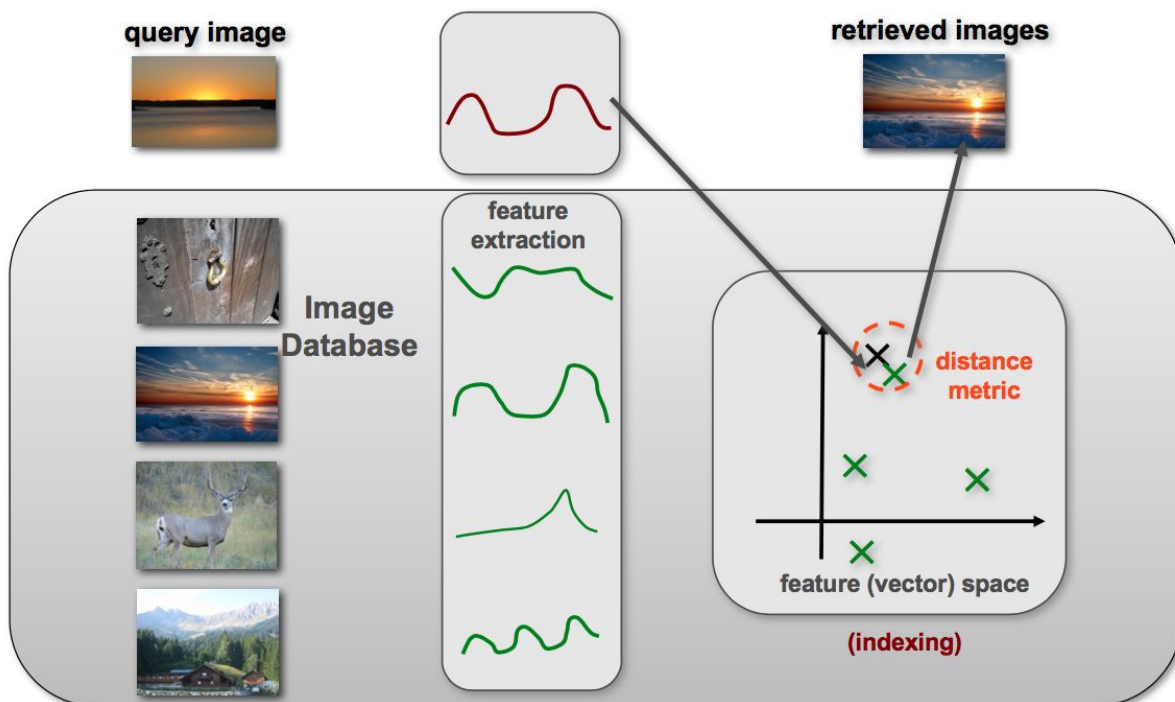 query image
retrieved images
feature
extraction
Image
Database
distance
metric
feature (vector) space
(indexing)